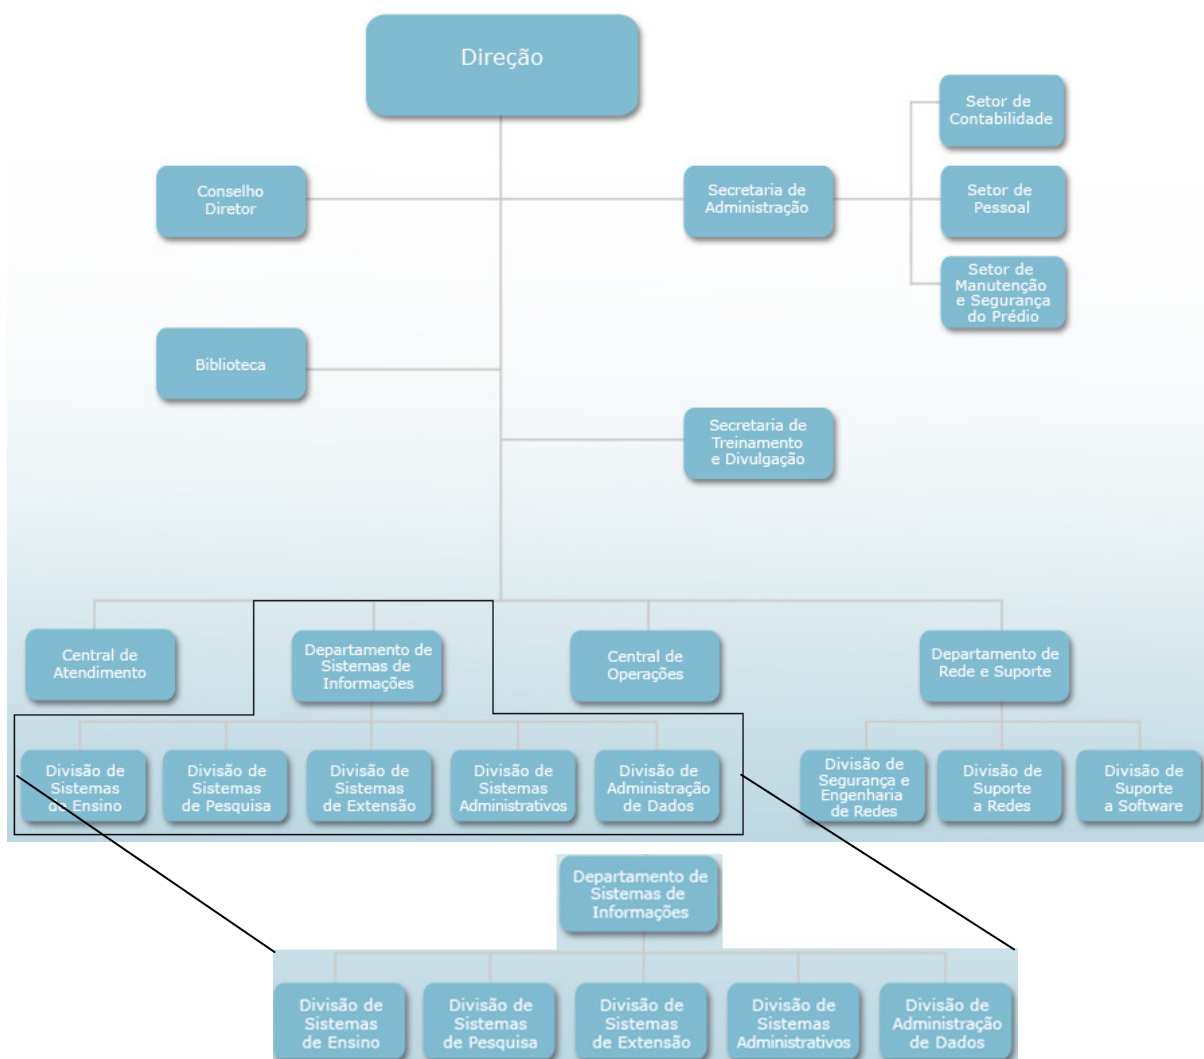 Direção
Setor de
Contabilidade
Conselho
Diretor
Secretaria de
Administração
Setor de
Pessoal
Setor de
Manutenção
e Segurança
do Prédio
Biblioteca
Secretaria de
Treinamento
e Divulgação
Central de
Atendimento
Departamento de
Sistemas de
Informações
Central de
Operações
Departamento de
Rede e Suporte
Divisão de
Sistemas
de Ensino
Divisão de
Sistemas
de Pesquisa
Divisão de
Sistemas
de Extensão
Divisão de
Sistemas
Administrativos
Divisão de
Administração
de Dados
Divisão de
Segurança e
Engenharia
de Redes
Divisão de
Suporte
a Redes
Divisão de
Suporte
a Software
Departamento de
Sistemas de
Informações
Divisão de
Sistemas
de Ensino
Divisão de
Sistemas
de Pesquisa
Divisão de
Sistemas
de Extensão
Divisão de
Sistemas
Administrativos
Divisão de
Administração
de Dados